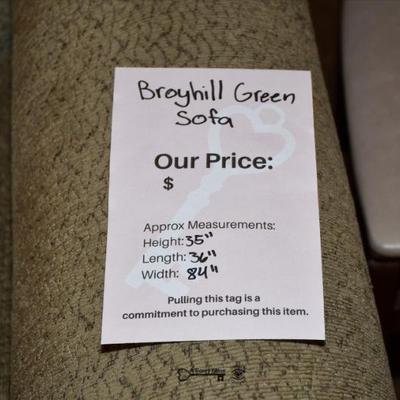 Broyhill Green
Sofa
Our Price:
$
Approx Measurements:
Height: 35"
Length: 36"
Width: 84"
Pulling this tag is a
commitment to purchasing this item.